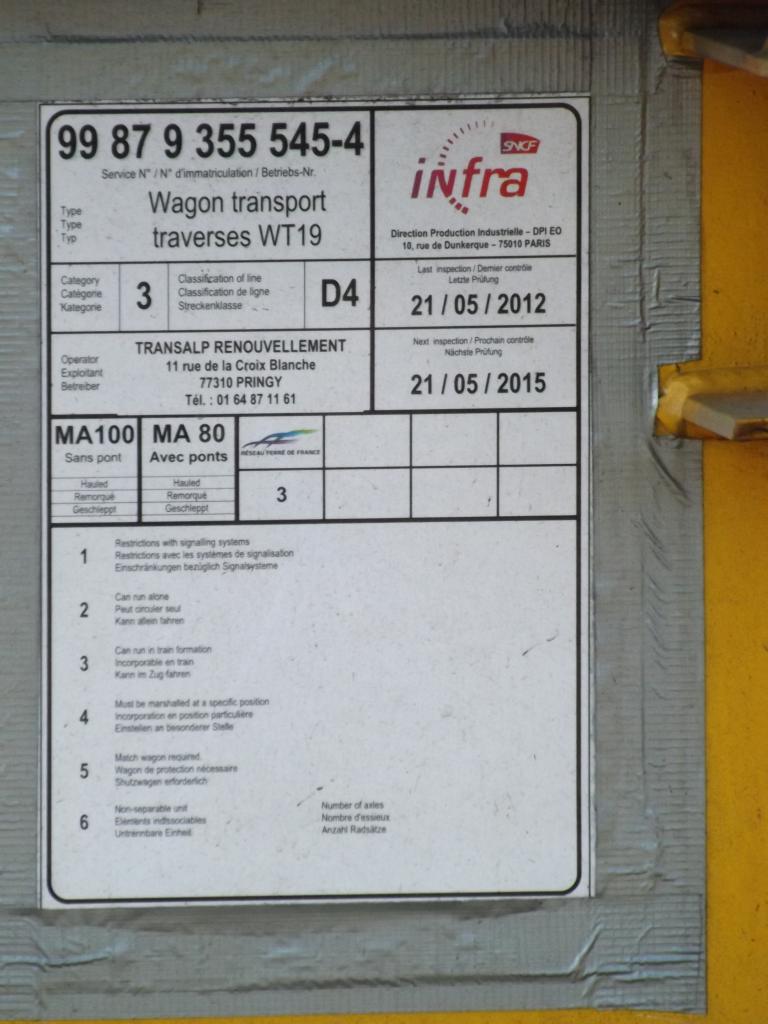 99 87 9 355 545-4
Service N° / N° d'immatriculation / Betriebs-Nr.
Type
Type
Typ
Wagon transport
traverses WT19
SNCF
infra
Direction Production Industrielle – DPI EO
10, rue de Dunkerque – 75010 PARIS
Category
Catégorie
Kategorie
3
Classification of line
Classification de ligne
Streckenklasse
D4
Last inspection / Dernier contrôle
Letzte Prüfung
21 / 05 / 2012
Operator
Exploitant
Betreiber
TRANSALP RENOUVELLEMENT
11 rue de la Croix Blanche
77310 PRINGY
Tél. : 01 64 87 11 61
Next inspection / Prochain contrôle
Nächste Prüfung
21 / 05 / 2015
MA100
Sans pont
Hauled
Remorqué
Geschleppt
MA 80
Avec ponts
Hauled
Remorqué
Geschleppt
RÉSEAU FERRÉ DE FRANCE
3
1
Restrictions with signalling systems
Restrictions avec les systèmes de signalisation
Einschränkungen bezüglich Signalsysteme
2
Can run alone
Peut circuler seul
Kann allein fahren
3
Can run in train formation
Incorporable en train
Kann im Zug fahren
4
Must be marshalled at a specific position
Incorporation en position particulière
Einstellen an besonderer Stelle
5
Match wagon required
Wagon de protection nécessaire
Shutzwagen erforderlich
6
Non-separable unit
Eléments indissociables
Untrennbare Einheit
Number of axles
Nombre d'essieux
Anzahl Radsätze